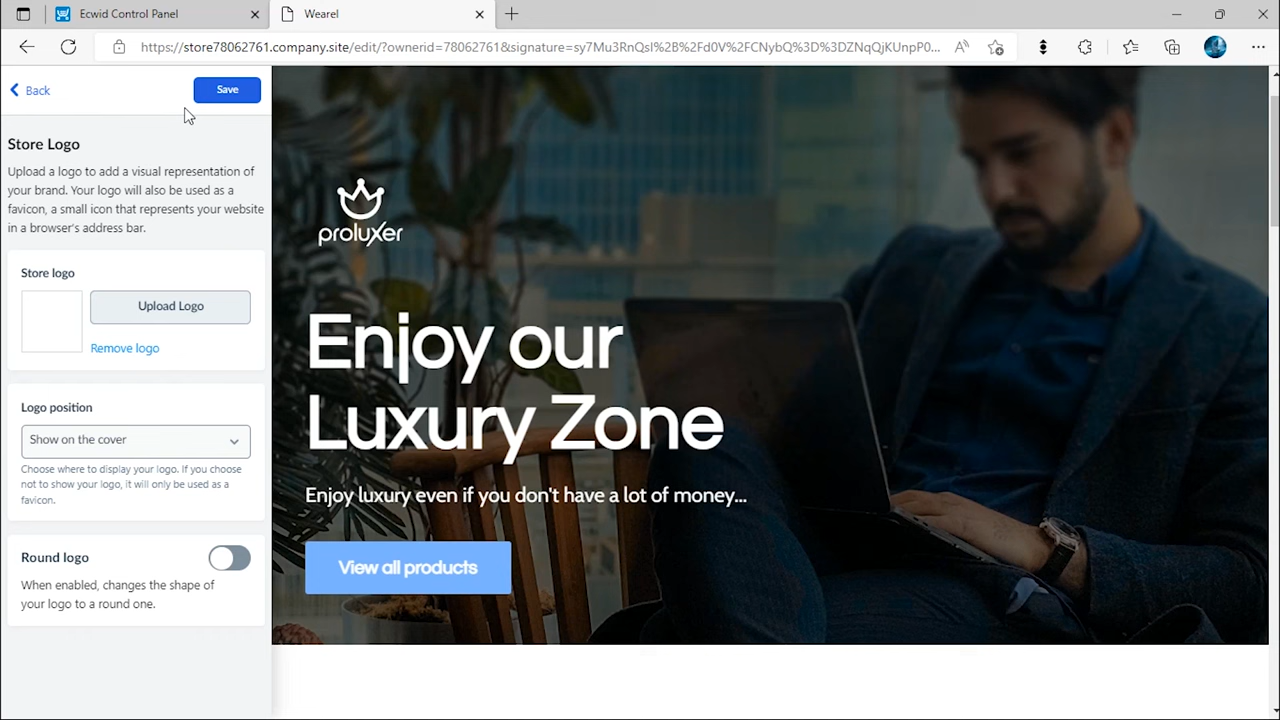 Ecwid Control Panel
Wearel
https://store78062761.company.site/edit/?ownerid=78062761&signature=sy7Mu3RnQsl%2B%2Fd0V%2FCNybQ%3D%3DZNqQjKUnpP0...
Back
Save
Store Logo
Upload a logo to add a visual representation of
your brand. Your logo will also be used as a
favicon, a small icon that represents your website
in a browser's address bar.
Store logo
Upload Logo
Remove logo
Logo position
Show on the cover
Choose where to display your logo. If you choose
not to show your logo, it will only be used as a
favicon.
Round logo
When enabled, changes the shape of
your logo to a round one.
proluxer
Enjoy our
Luxury Zone
Enjoy luxury even if you don't have a lot of money...
View all products